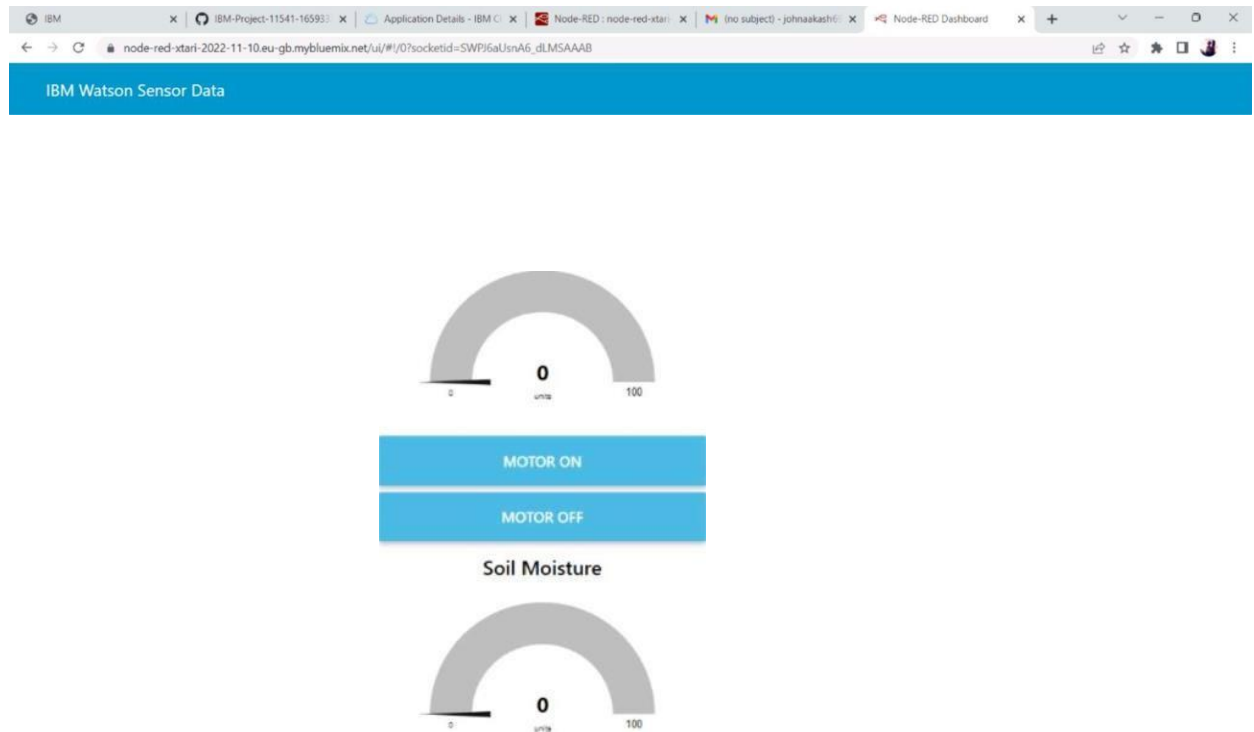 IBM
IBM-Project-11541-165933
Application Details - IBM Cl
Node-RED : node-red-xtari
(no subject) - johnaakash6
Node-RED Dashboard
node-red-xtari-2022-11-10.eu-gb.mybluemix.net/ui/#!/0?socketid=SWPJ6aUsnA6_dLMSAAAB
IBM Watson Sensor Data
0
0 units 100
MOTOR ON
MOTOR OFF
Soil Moisture
0
0 units 100